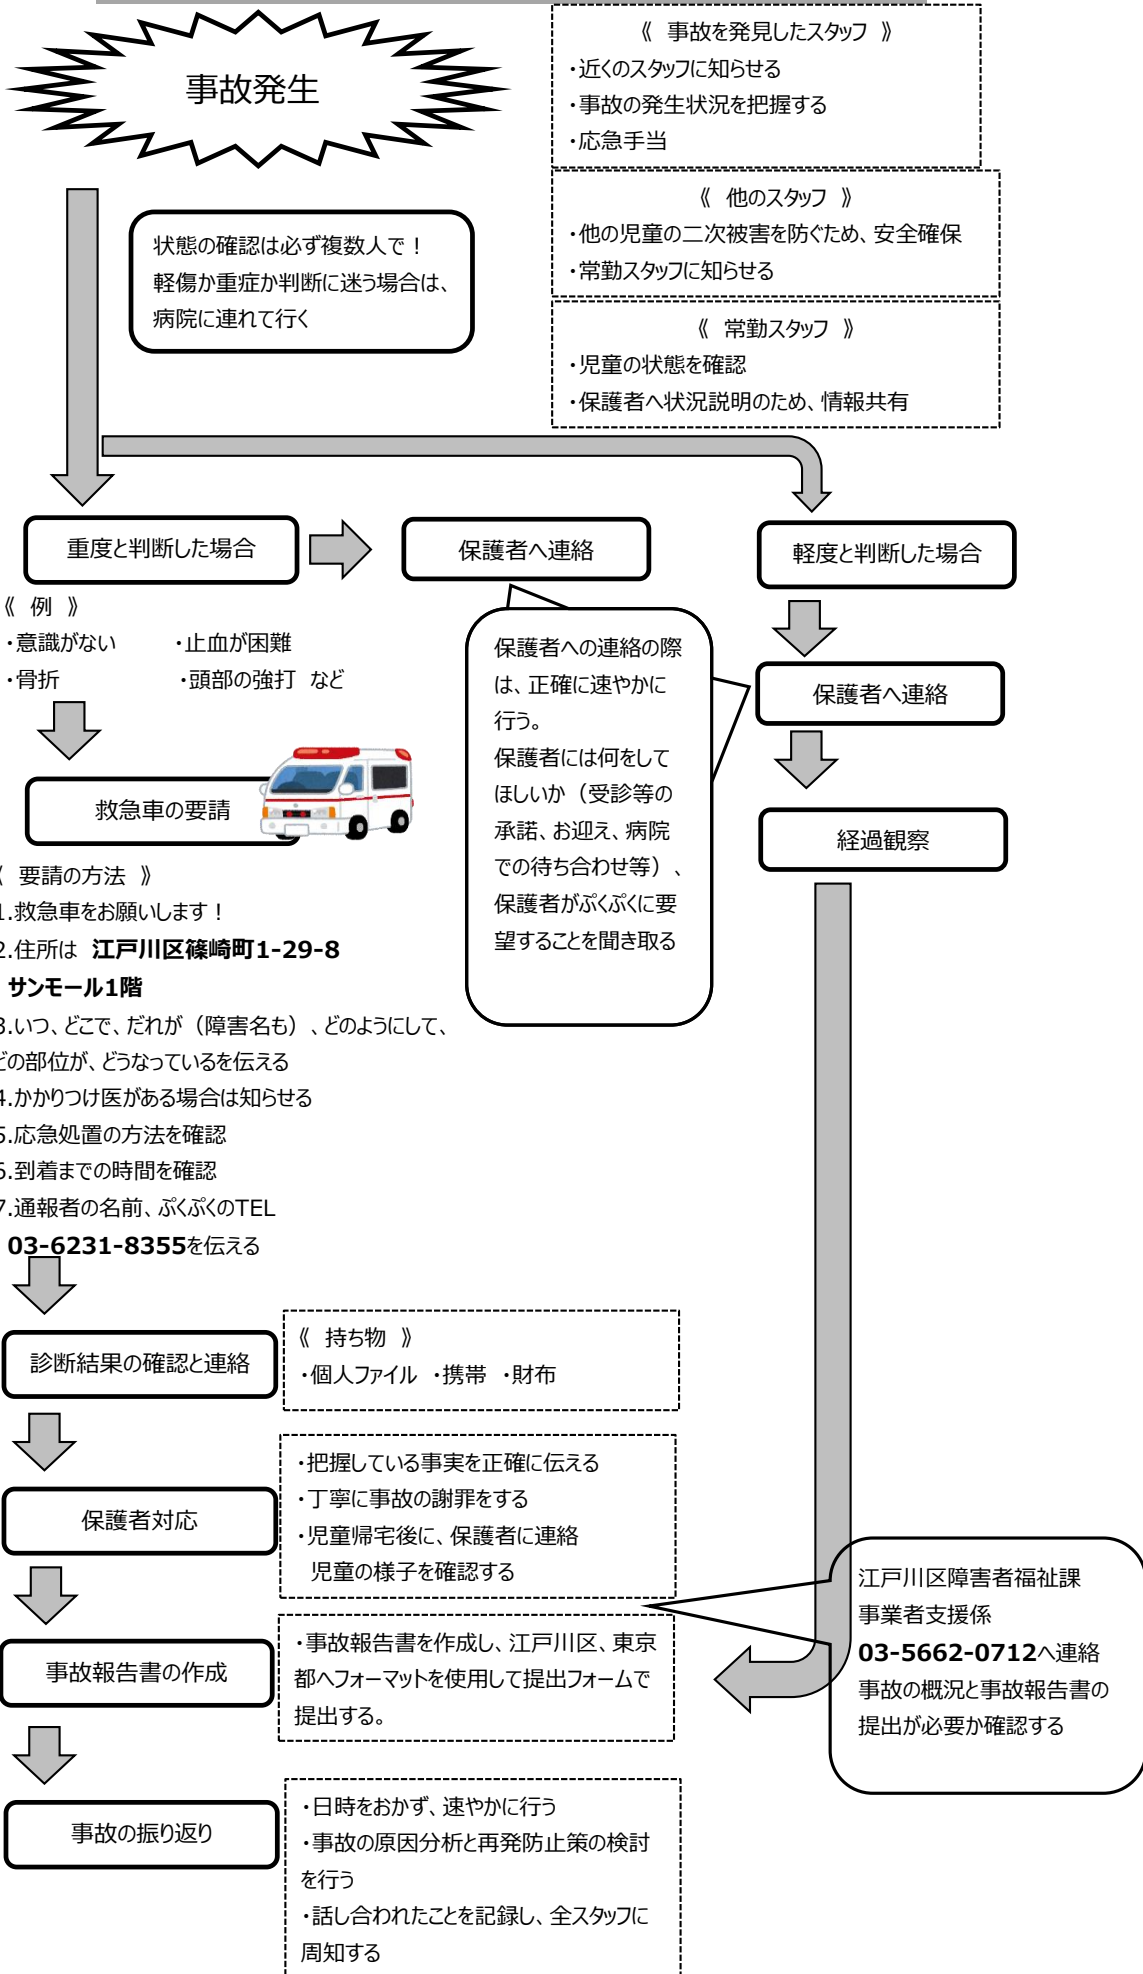 事故発生
《 事故を発見したスタッフ 》
・近くのスタッフに知らせる
・事故の発生状況を把握する
・応急手当
《 他のスタッフ 》
・他の児童の二次被害を防ぐため、安全確保
・常勤スタッフに知らせる
《 常勤スタッフ 》
・児童の状態を確認
・保護者へ状況説明のため、情報共有
状態の確認は必ず複数人で！
軽傷か重症か判断に迷う場合は、
病院に連れて行く
重度と判断した場合
保護者へ連絡
軽度と判断した場合
《 例 》
・意識がない ・止血が困難
・骨折 ・頭部の強打 など
保護者への連絡の際
は、正確に速やかに
行う。
保護者には何をして
ほしいか（受診等の
承諾、お迎え、病院
での待ち合わせ等）、
保護者がぷくぷくに要
望することを聞き取る
保護者へ連絡
経過観察
救急車の要請
《 要請の方法 》
1.救急車をお願いします！
2.住所は 江戸川区篠崎町1-29-8
サンモール1階
3.いつ、どこで、だれが（障害名も）、どのようにして、
どの部位が、どうなっているを伝える
4.かかりつけ医がある場合は知らせる
5.応急処置の方法を確認
6.到着までの時間を確認
7.通報者の名前、ぷくぷくのTEL
03-6231-8355を伝える
診断結果の確認と連絡
《 持ち物 》
・個人ファイル ・携帯 ・財布
保護者対応
・把握している事実を正確に伝える
・丁寧に事故の謝罪をする
・児童帰宅後に、保護者に連絡
児童の様子を確認する
事故報告書の作成
・事故報告書を作成し、江戸川区、東京
都へフォーマットを使用して提出フォームで
提出する。
江戸川区障害者福祉課
事業者支援係
03-5662-0712へ連絡
事故の概況と事故報告書の
提出が必要か確認する
事故の振り返り
・日時をおかず、速やかに行う
・事故の原因分析と再発防止策の検討
を行う
・話し合われたことを記録し、全スタッフに
周知する